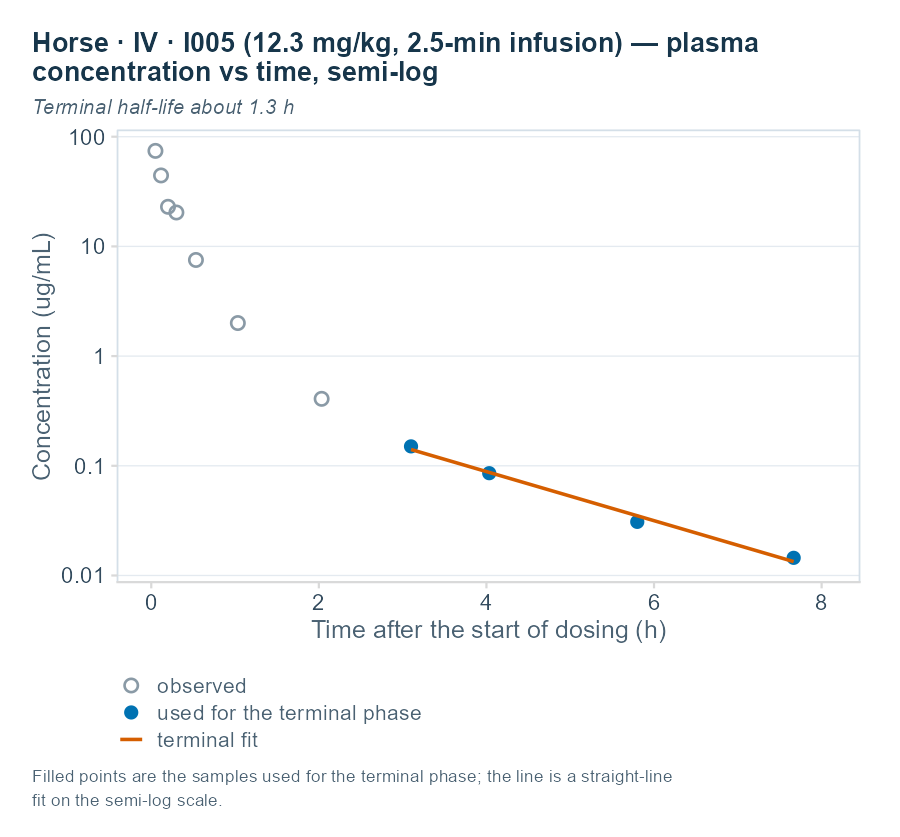 Horse · IV · I005 (12.3 mg/kg, 2.5-min infusion) — plasma
concentration vs time, semi-log
Terminal half-life about 1.3 h
100
10
1
0.1
0.01
Concentration (ug/mL)
0 2 4 6 8
Time after the start of dosing (h)
observed
used for the terminal phase
terminal fit
Filled points are the samples used for the terminal phase; the line is a straight-line
fit on the semi-log scale.